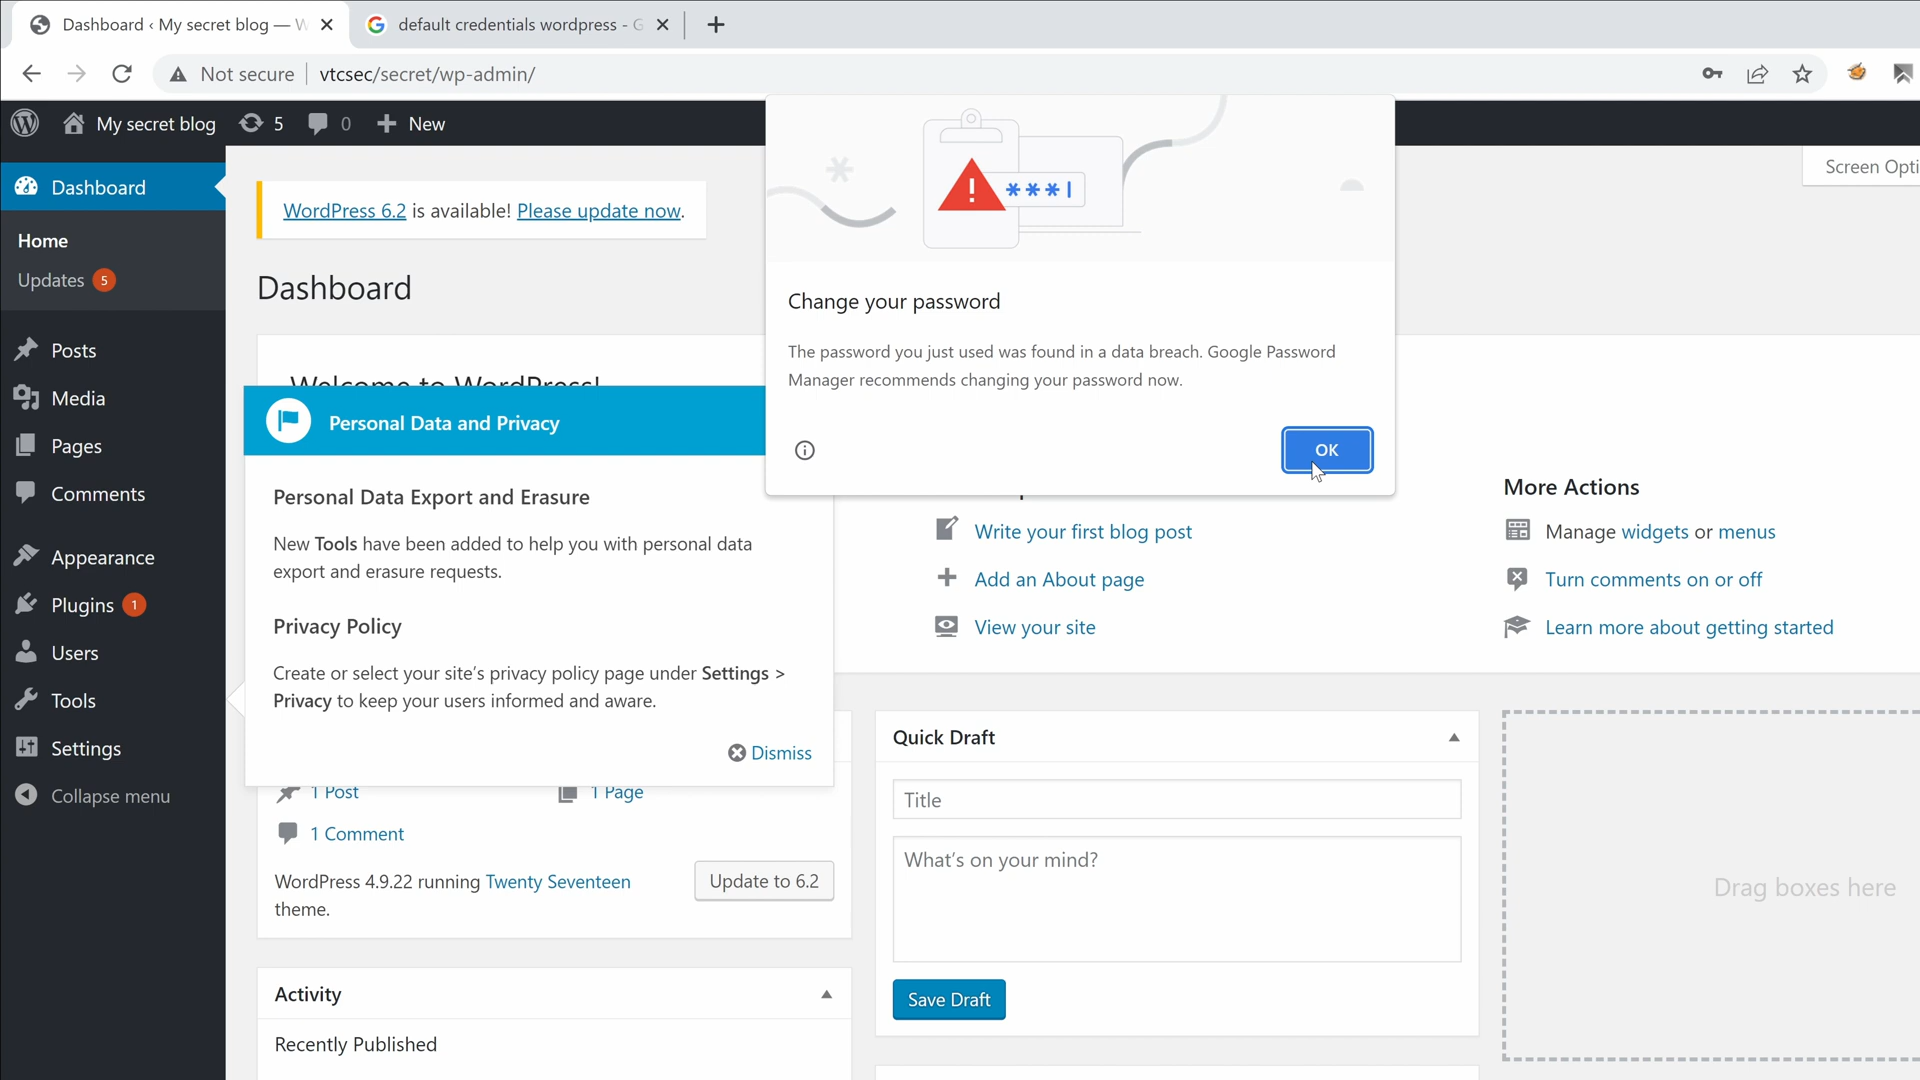 Dashboard ‹ My secret blog — W
default credentials wordpress - G
Not secure
vtcsec/secret/wp-admin/
My secret blog
5
0
New
Screen Opti
Dashboard
Home
Updates 5
Posts
Media
Pages
Comments
Appearance
Plugins 1
Users
Tools
Settings
Collapse menu
WordPress 6.2 is available! Please update now.
Dashboard
Welcome to WordPress!
Personal Data and Privacy
Personal Data Export and Erasure
New Tools have been added to help you with personal data
export and erasure requests.
Privacy Policy
Create or select your site's privacy policy page under Settings >
Privacy to keep your users informed and aware.
Dismiss
***|
Change your password
The password you just used was found in a data breach. Google Password
Manager recommends changing your password now.
OK
Write your first blog post
Add an About page
View your site
More Actions
Manage widgets or menus
Turn comments on or off
Learn more about getting started
1 Post
1 Page
1 Comment
WordPress 4.9.22 running Twenty Seventeen
theme.
Update to 6.2
Activity
Recently Published
Quick Draft
Title
What's on your mind?
Save Draft
Drag boxes here